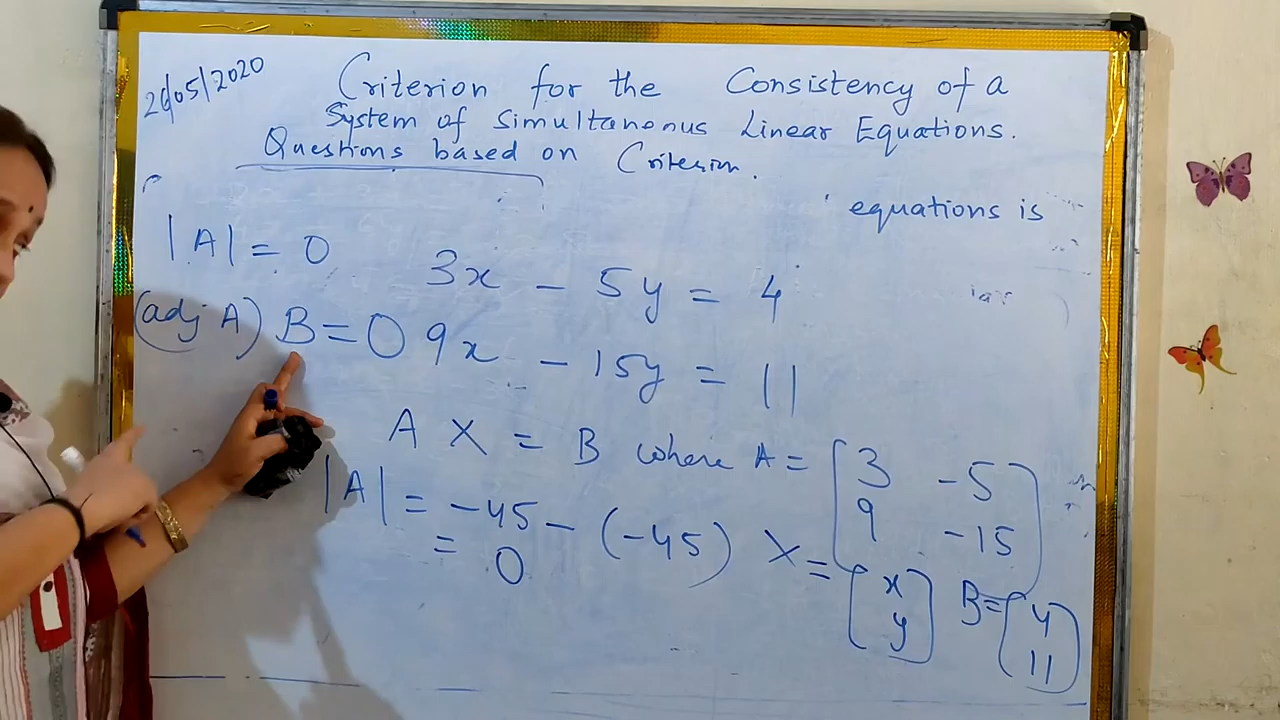 26/05/2020
Criterion for the Consistency of a
System of Simultanonus Linear Equations.
Questions based on Criterion.
equations is
|A| = 0
3x - 5y = 4
(adj A) B = 0
9x - 15y = 11
A X = B where A = [3 -5
9 -15]
|A| = -45 - (-45)
= 0
X = [x
y]
B = [4
11]